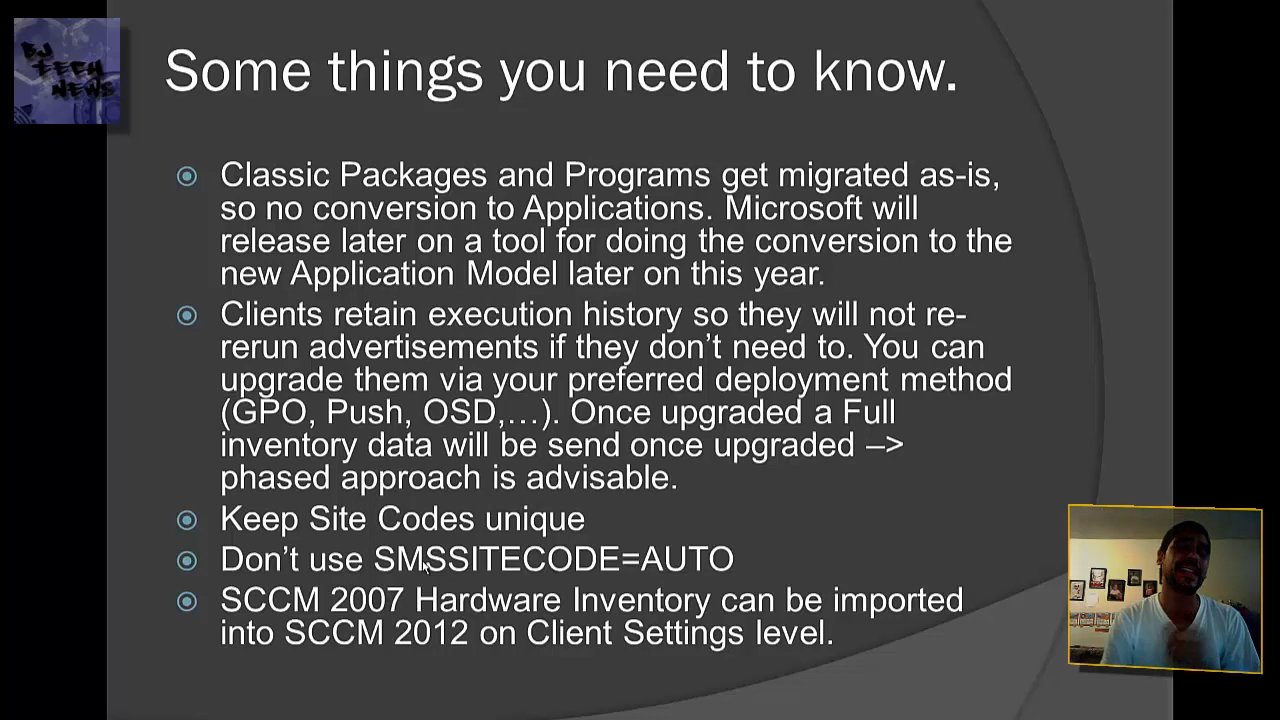 BJ
TECH
NEWS
Some things you need to know.
Classic Packages and Programs get migrated as-is,
so no conversion to Applications. Microsoft will
release later on a tool for doing the conversion to the
new Application Model later on this year.
Clients retain execution history so they will not re-
rerun advertisements if they don’t need to. You can
upgrade them via your preferred deployment method
(GPO, Push, OSD,…). Once upgraded a Full
inventory data will be send once upgraded –>
phased approach is advisable.
Keep Site Codes unique
Don’t use SMSSITECODE=AUTO
SCCM 2007 Hardware Inventory can be imported
into SCCM 2012 on Client Settings level.